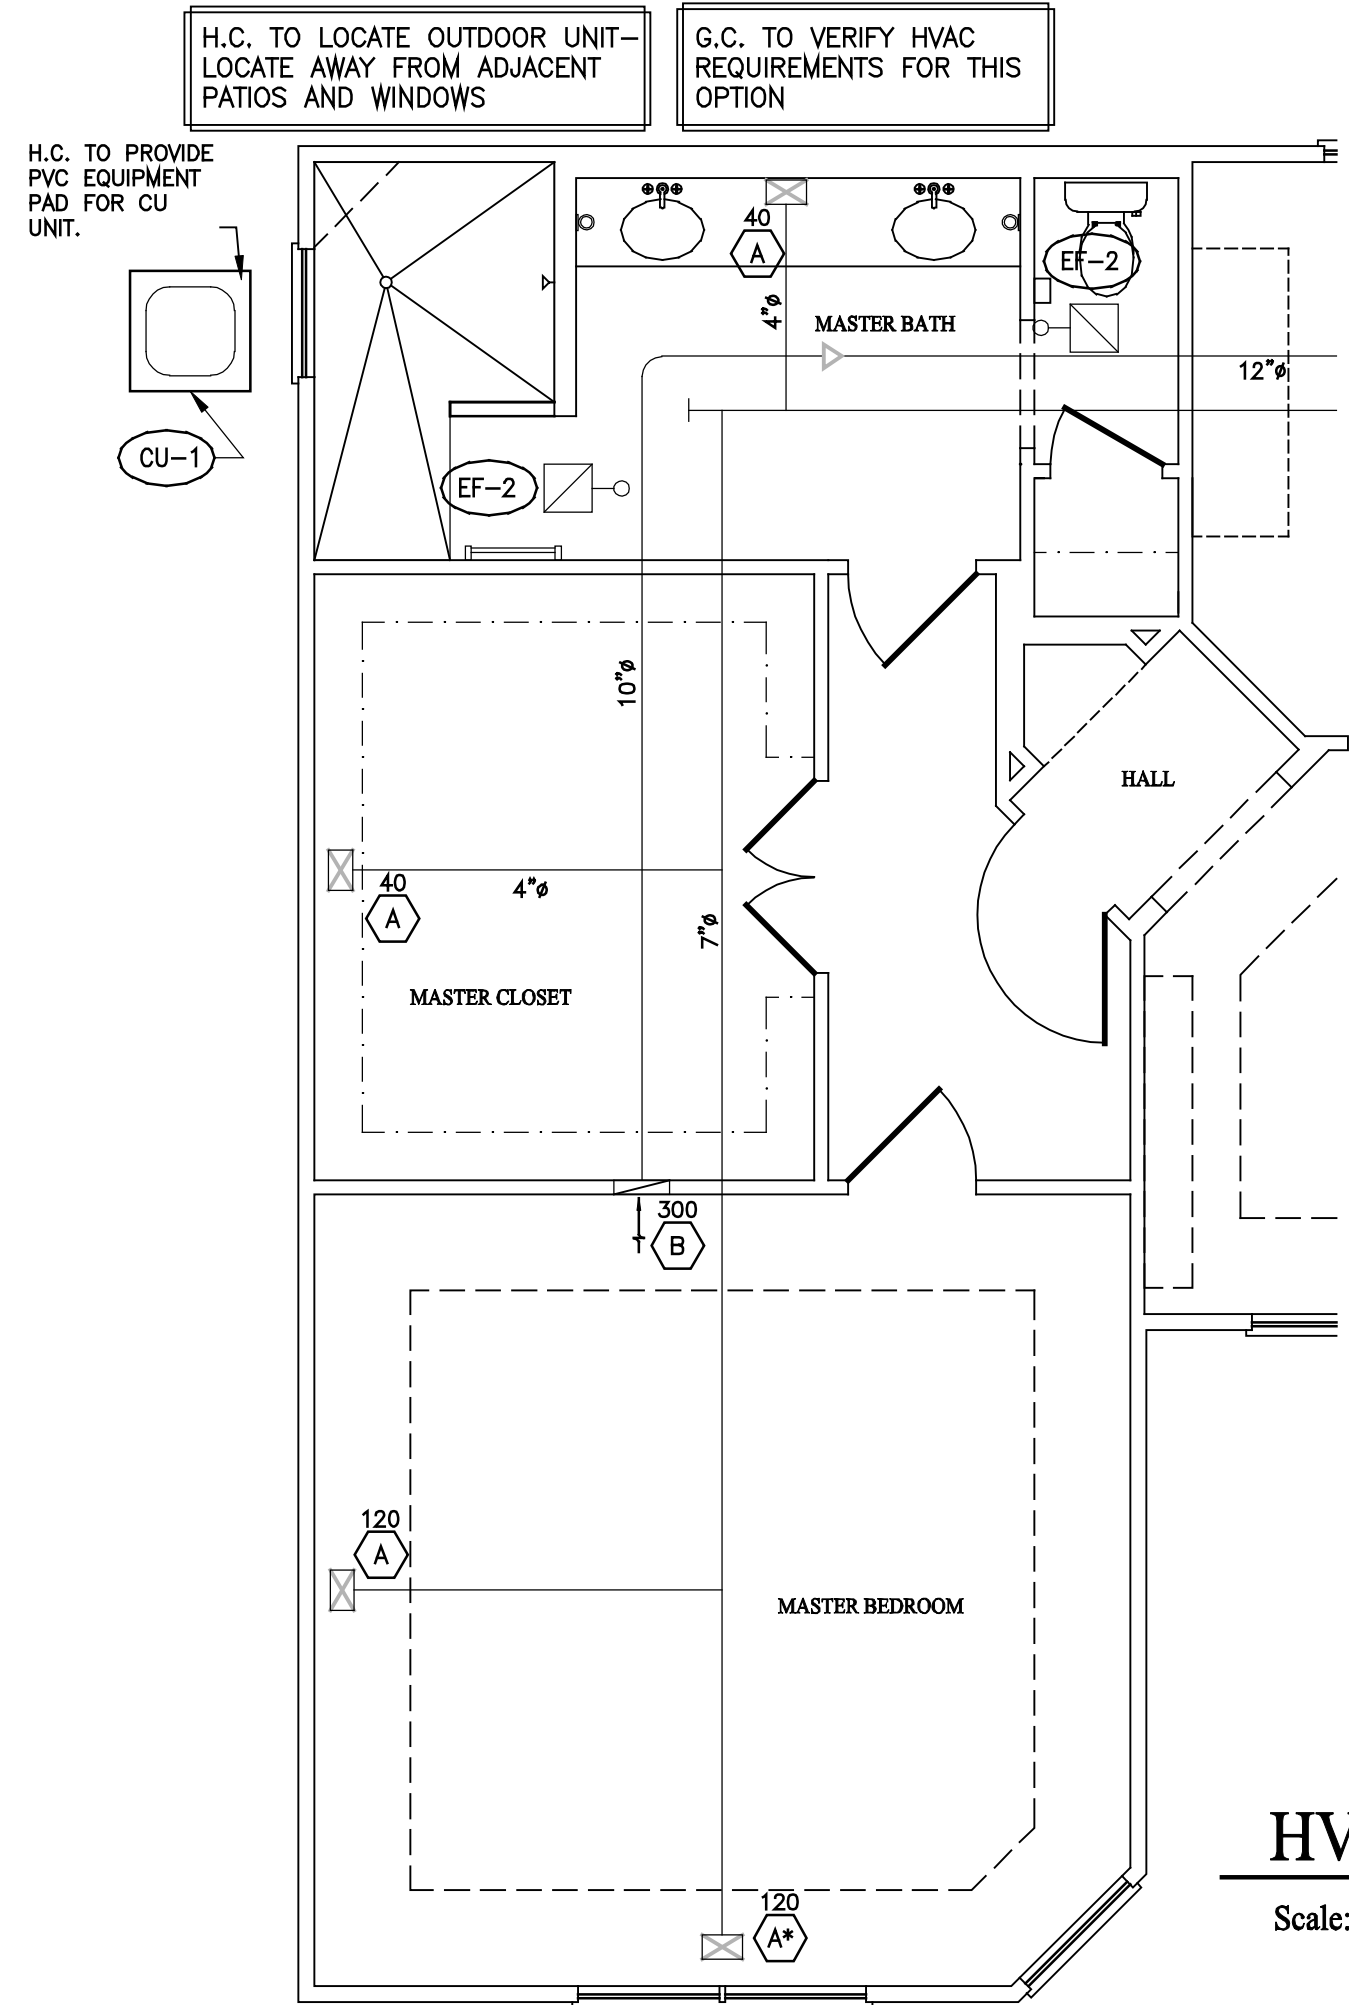 H.C. TO LOCATE OUTDOOR UNIT-
LOCATE AWAY FROM ADJACENT
PATIOS AND WINDOWS
G.C. TO VERIFY HVAC
REQUIREMENTS FOR THIS
OPTION
H.C. TO PROVIDE
PVC EQUIPMENT
PAD FOR CU
UNIT.
CU-1
40
A
4"ø
MASTER BATH
EF-2
12"ø
EF-2
10"ø
HALL
40
A
4"ø
7"ø
MASTER CLOSET
300
B
120
A
MASTER BEDROOM
120
A*
HV
Scale: